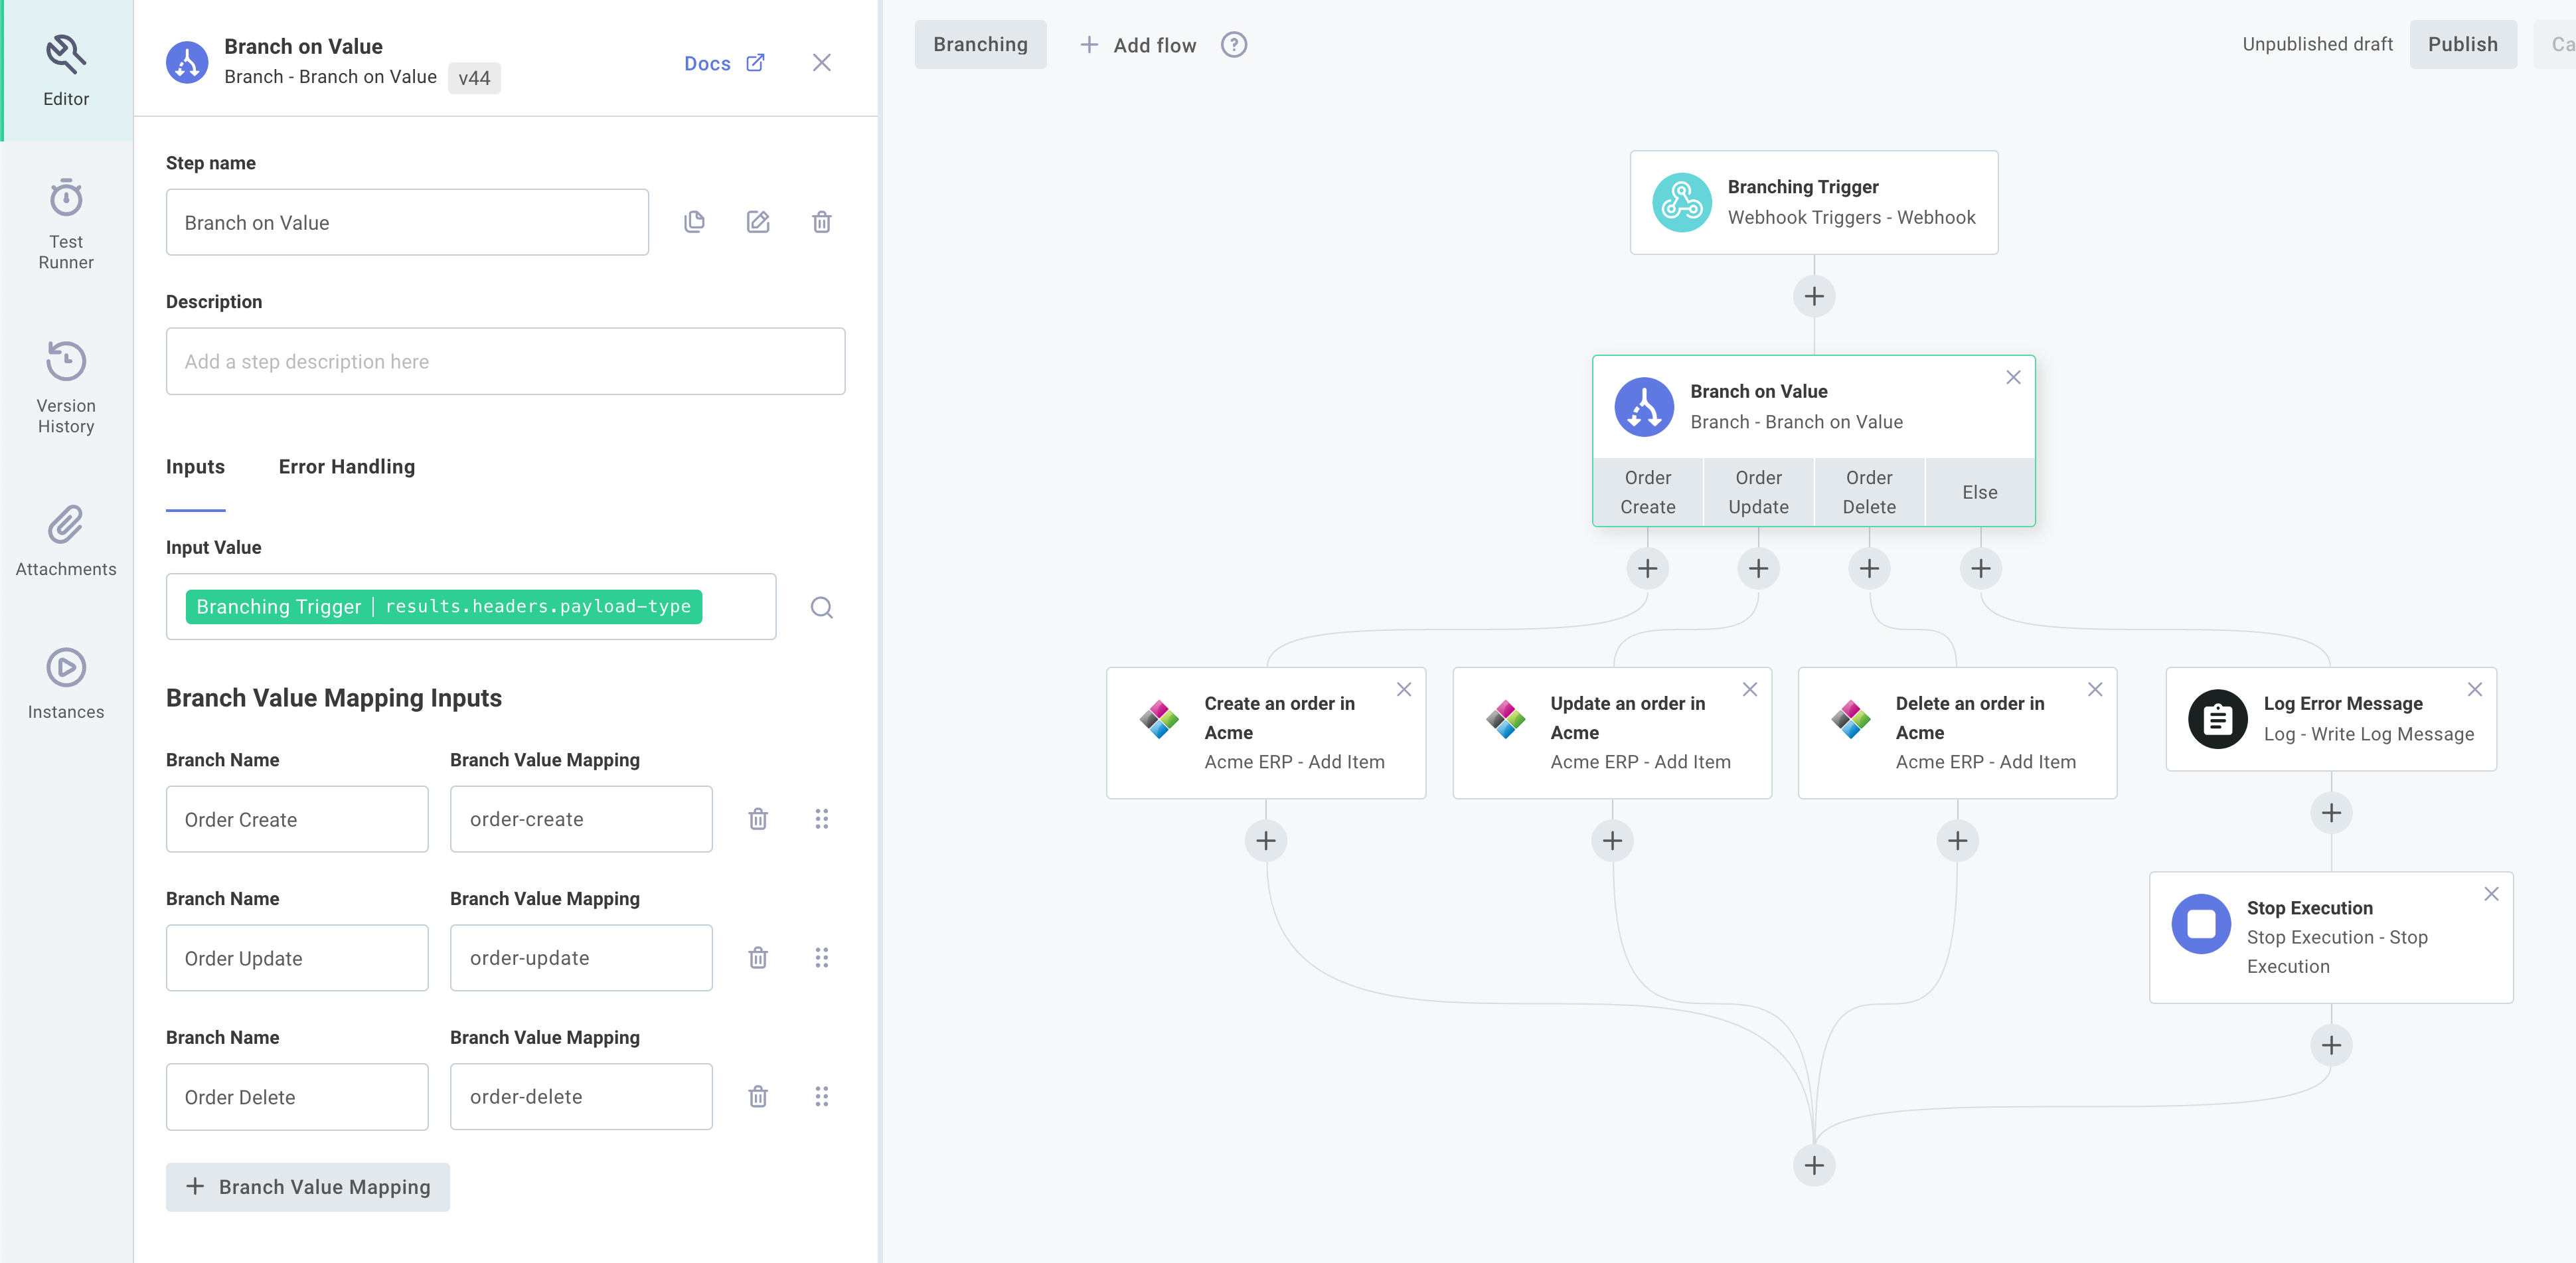 Editor
Test
Runner
Version
History
Attachments
Instances
Branch on Value
Branch - Branch on Value v44
Docs
Step name
Branch on Value
Description
Add a step description here
Inputs Error Handling
Input Value
Branching Trigger | results.headers.payload-type
Branch Value Mapping Inputs
Branch Name Branch Value Mapping
Order Create order-create
Branch Name Branch Value Mapping
Order Update order-update
Branch Name Branch Value Mapping
Order Delete order-delete
+ Branch Value Mapping
Branching + Add flow ?
Unpublished draft Publish Ca
Branching Trigger
Webhook Triggers - Webhook
Branch on Value
Branch - Branch on Value
Order
Create
Order
Update
Order
Delete
Else
Create an order in
Acme
Acme ERP - Add Item
Update an order in
Acme
Acme ERP - Add Item
Delete an order in
Acme
Acme ERP - Add Item
Log Error Message
Log - Write Log Message
Stop Execution
Stop Execution - Stop
Execution